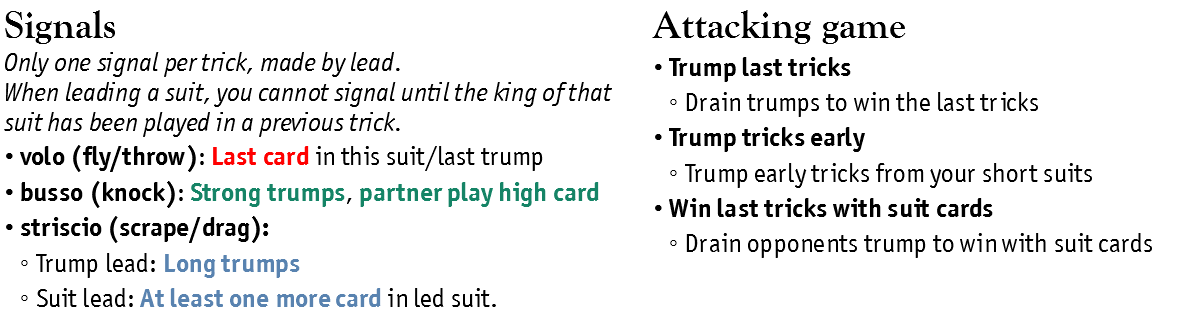 Signals
Only one signal per trick, made by lead.
When leading a suit, you cannot signal until the king of that
suit has been played in a previous trick.
• volo (fly/throw): Last card in this suit/last trump
• busso (knock): Strong trumps, partner play high card
• striscio (scrape/drag):
◦ Trump lead: Long trumps
◦ Suit lead: At least one more card in led suit.
Attacking game
• Trump last tricks
◦ Drain trumps to win the last tricks
• Trump tricks early
◦ Trump early tricks from your short suits
• Win last tricks with suit cards
◦ Drain opponents trump to win with suit cards